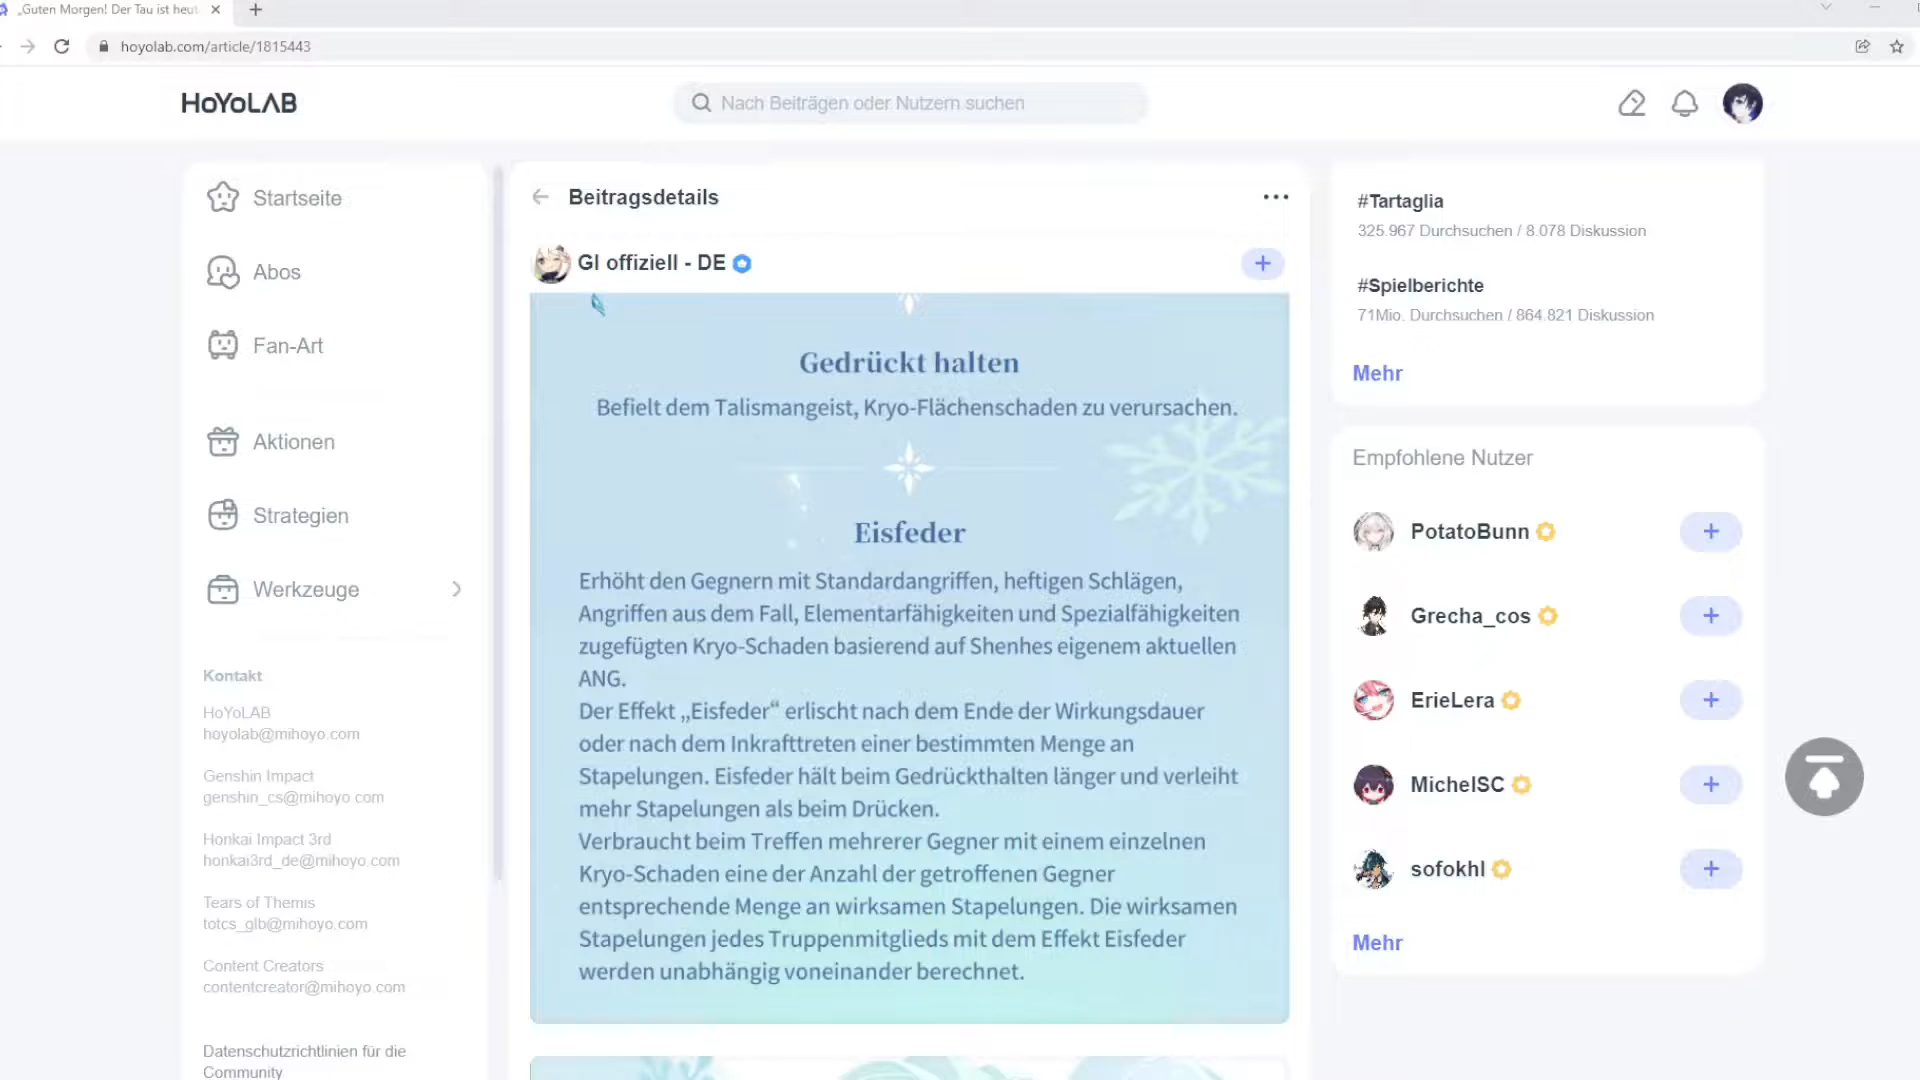 „Guten Morgen! Der Tau ist heut
hoyolab.com/article/1815443
HoYoLAB
Nach Beiträgen oder Nutzern suchen
Startseite
Abos
Fan-Art
Aktionen
Strategien
Werkzeuge
Kontakt
HoYoLAB
hoyolab@mihoyo.com
Genshin Impact
genshin_cs@mihoyo.com
Honkai Impact 3rd
honkai3rd_de@mihoyo.com
Tears of Themis
totcs_glb@mihoyo.com
Content Creators
contentcreator@mihoyo.com
Datenschutzrichtlinien für die
Community
Beitragsdetails
GI offiziell - DE
Gedrückt halten
Befielt dem Talismangeist, Kryo-Flächenschaden zu verursachen.
Eisfeder
Erhöht den Gegnern mit Standardangriffen, heftigen Schlägen,
Angriffen aus dem Fall, Elementarfähigkeiten und Spezialfähigkeiten
zugefügten Kryo-Schaden basierend auf Shenhes eigenem aktuellen
ANG.
Der Effekt „Eisfeder“ erlischt nach dem Ende der Wirkungsdauer
oder nach dem Inkrafttreten einer bestimmten Menge an
Stapelungen. Eisfeder hält beim Gedrückthalten länger und verleiht
mehr Stapelungen als beim Drücken.
Verbraucht beim Treffen mehrerer Gegner mit einem einzelnen
Kryo-Schaden eine der Anzahl der getroffenen Gegner
entsprechende Menge an wirksamen Stapelungen. Die wirksamen
Stapelungen jedes Truppenmitglieds mit dem Effekt Eisfeder
werden unabhängig voneinander berechnet.
#Tartaglia
325.967 Durchsuchen / 8.078 Diskussion
#Spielberichte
71Mio. Durchsuchen / 864.821 Diskussion
Mehr
Empfohlene Nutzer
PotatoBunn
Grecha_cos
ErieLera
MichelSC
sofokhl
Mehr